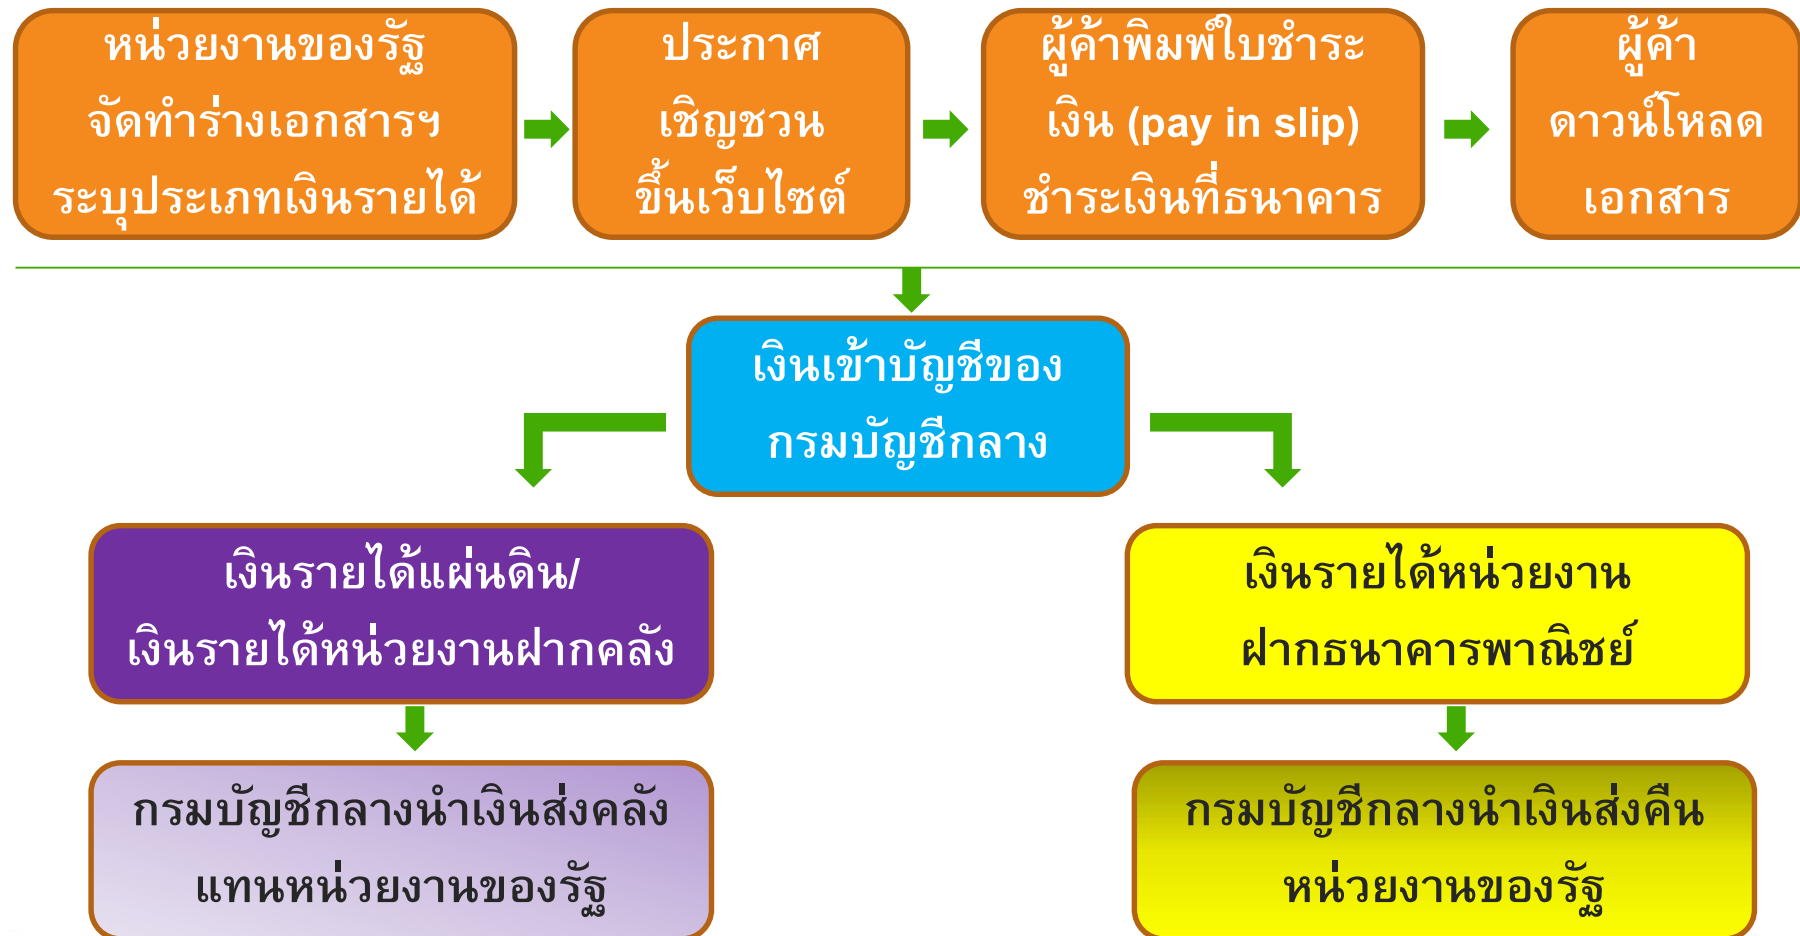 หน่วยงานของรัฐ
จัดทำร่างเอกสารฯ
ระบุประเภทเงินรายได้
ประกาศ
เชิญชวน
ขึ้นเว็บไซต์
ผู้ค้าพิมพ์ใบชำระ
เงิน (pay in slip)
ชำระเงินที่ธนาคาร
ผู้ค้า
ดาวน์โหลด
เอกสาร
เงินเข้าบัญชีของ
กรมบัญชีกลาง
เงินรายได้แผ่นดิน/
เงินรายได้หน่วยงานฝากคลัง
เงินรายได้หน่วยงาน
ฝากธนาคารพาณิชย์
กรมบัญชีกลางนำเงินส่งคลัง
แทนหน่วยงานของรัฐ
กรมบัญชีกลางนำเงินส่งคืน
หน่วยงานของรัฐ